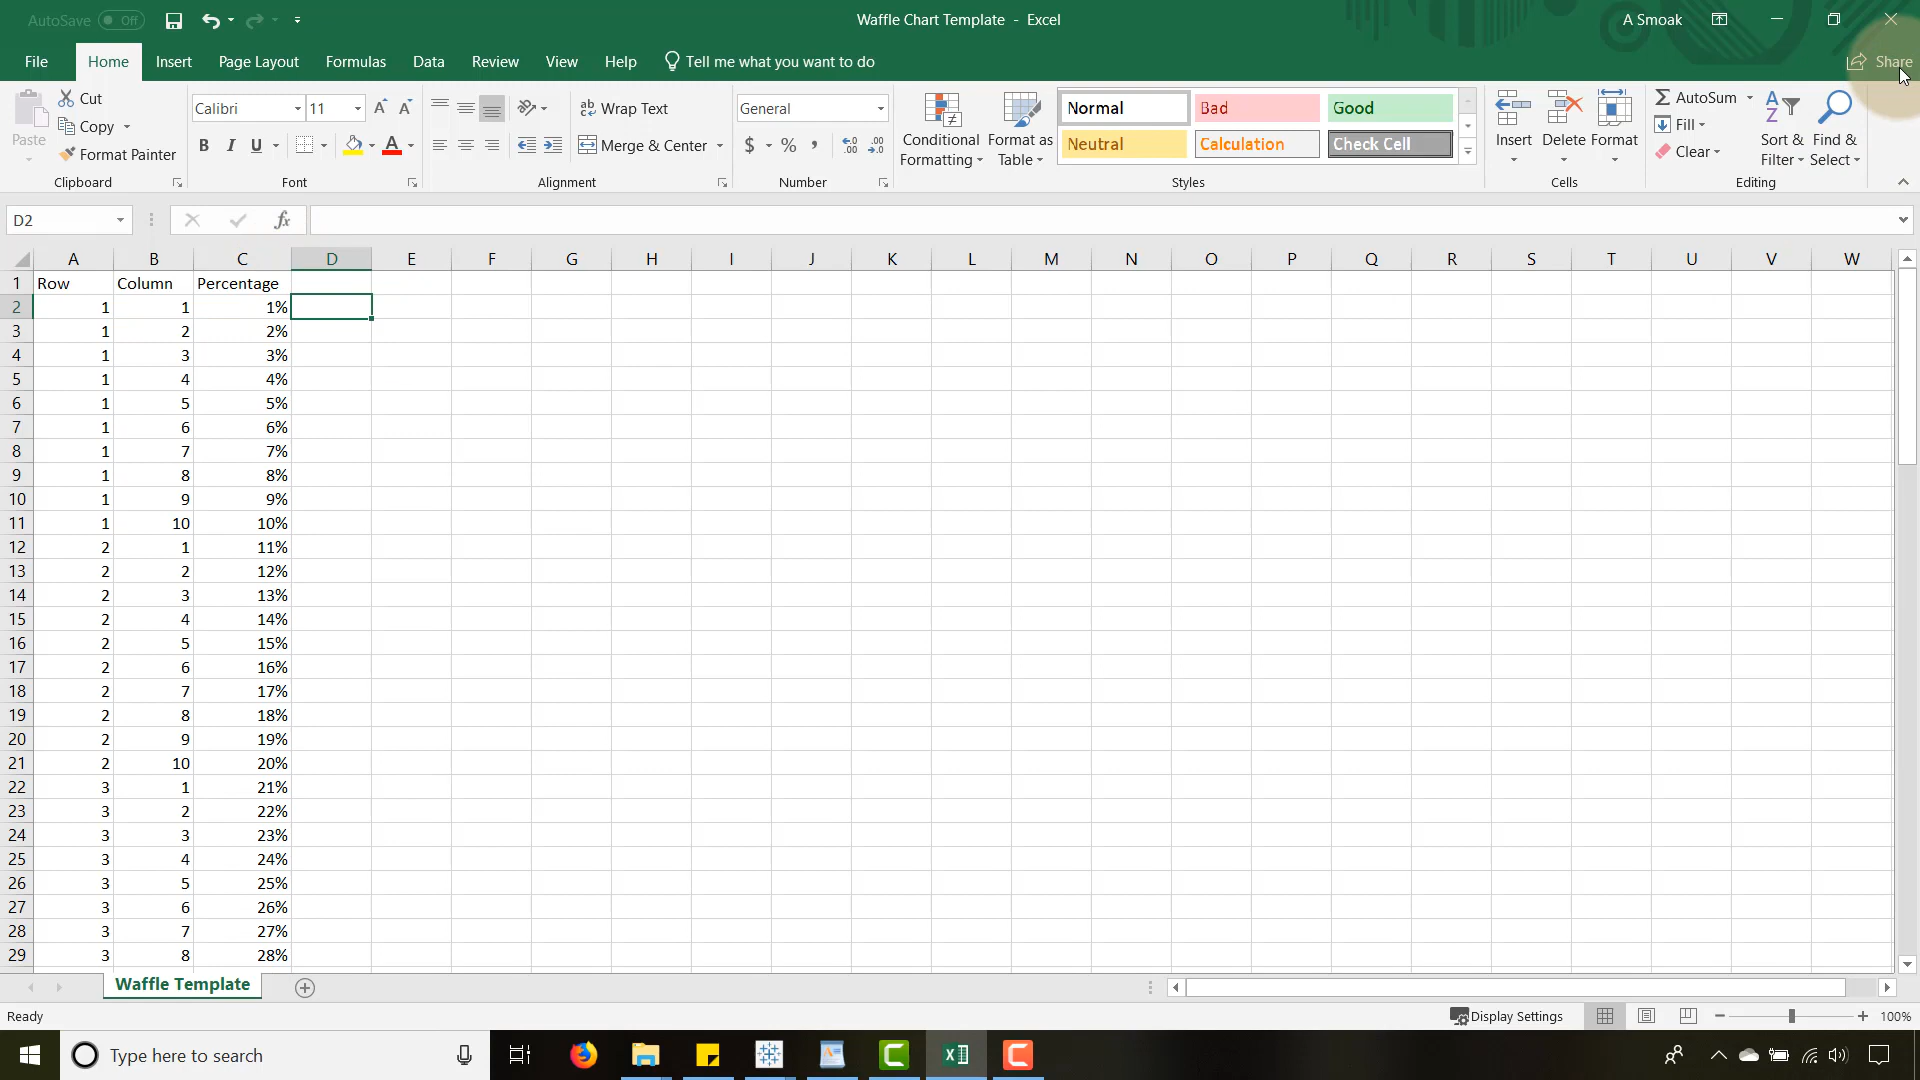 AutoSave Off
Waffle Chart Template - Excel
A Smoak
File Home Insert Page Layout Formulas Data Review View Help Tell me what you want to do Share
Paste
Cut
Copy
Format Painter
Clipboard
Calibri 11
B I U
Font
Wrap Text
Merge & Center
Alignment
General
$ % ,
Number
Conditional Formatting
Format as Table
Normal Bad Good
Neutral Calculation Check Cell
Styles
Insert Delete Format
Cells
AutoSum
Fill
Clear
Sort & Filter
Find & Select
Editing
D2 fx
A B C D E F G H I J K L M N O P Q R S T U V W
1 Row Column Percentage
2 1 1 1%
3 1 2 2%
4 1 3 3%
5 1 4 4%
6 1 5 5%
7 1 6 6%
8 1 7 7%
9 1 8 8%
10 1 9 9%
11 1 10 10%
12 2 1 11%
13 2 2 12%
14 2 3 13%
15 2 4 14%
16 2 5 15%
17 2 6 16%
18 2 7 17%
19 2 8 18%
20 2 9 19%
21 2 10 20%
22 3 1 21%
23 3 2 22%
24 3 3 23%
25 3 4 24%
26 3 5 25%
27 3 6 26%
28 3 7 27%
29 3 8 28%
Waffle Template
Ready
Display Settings
100%
Type here to search